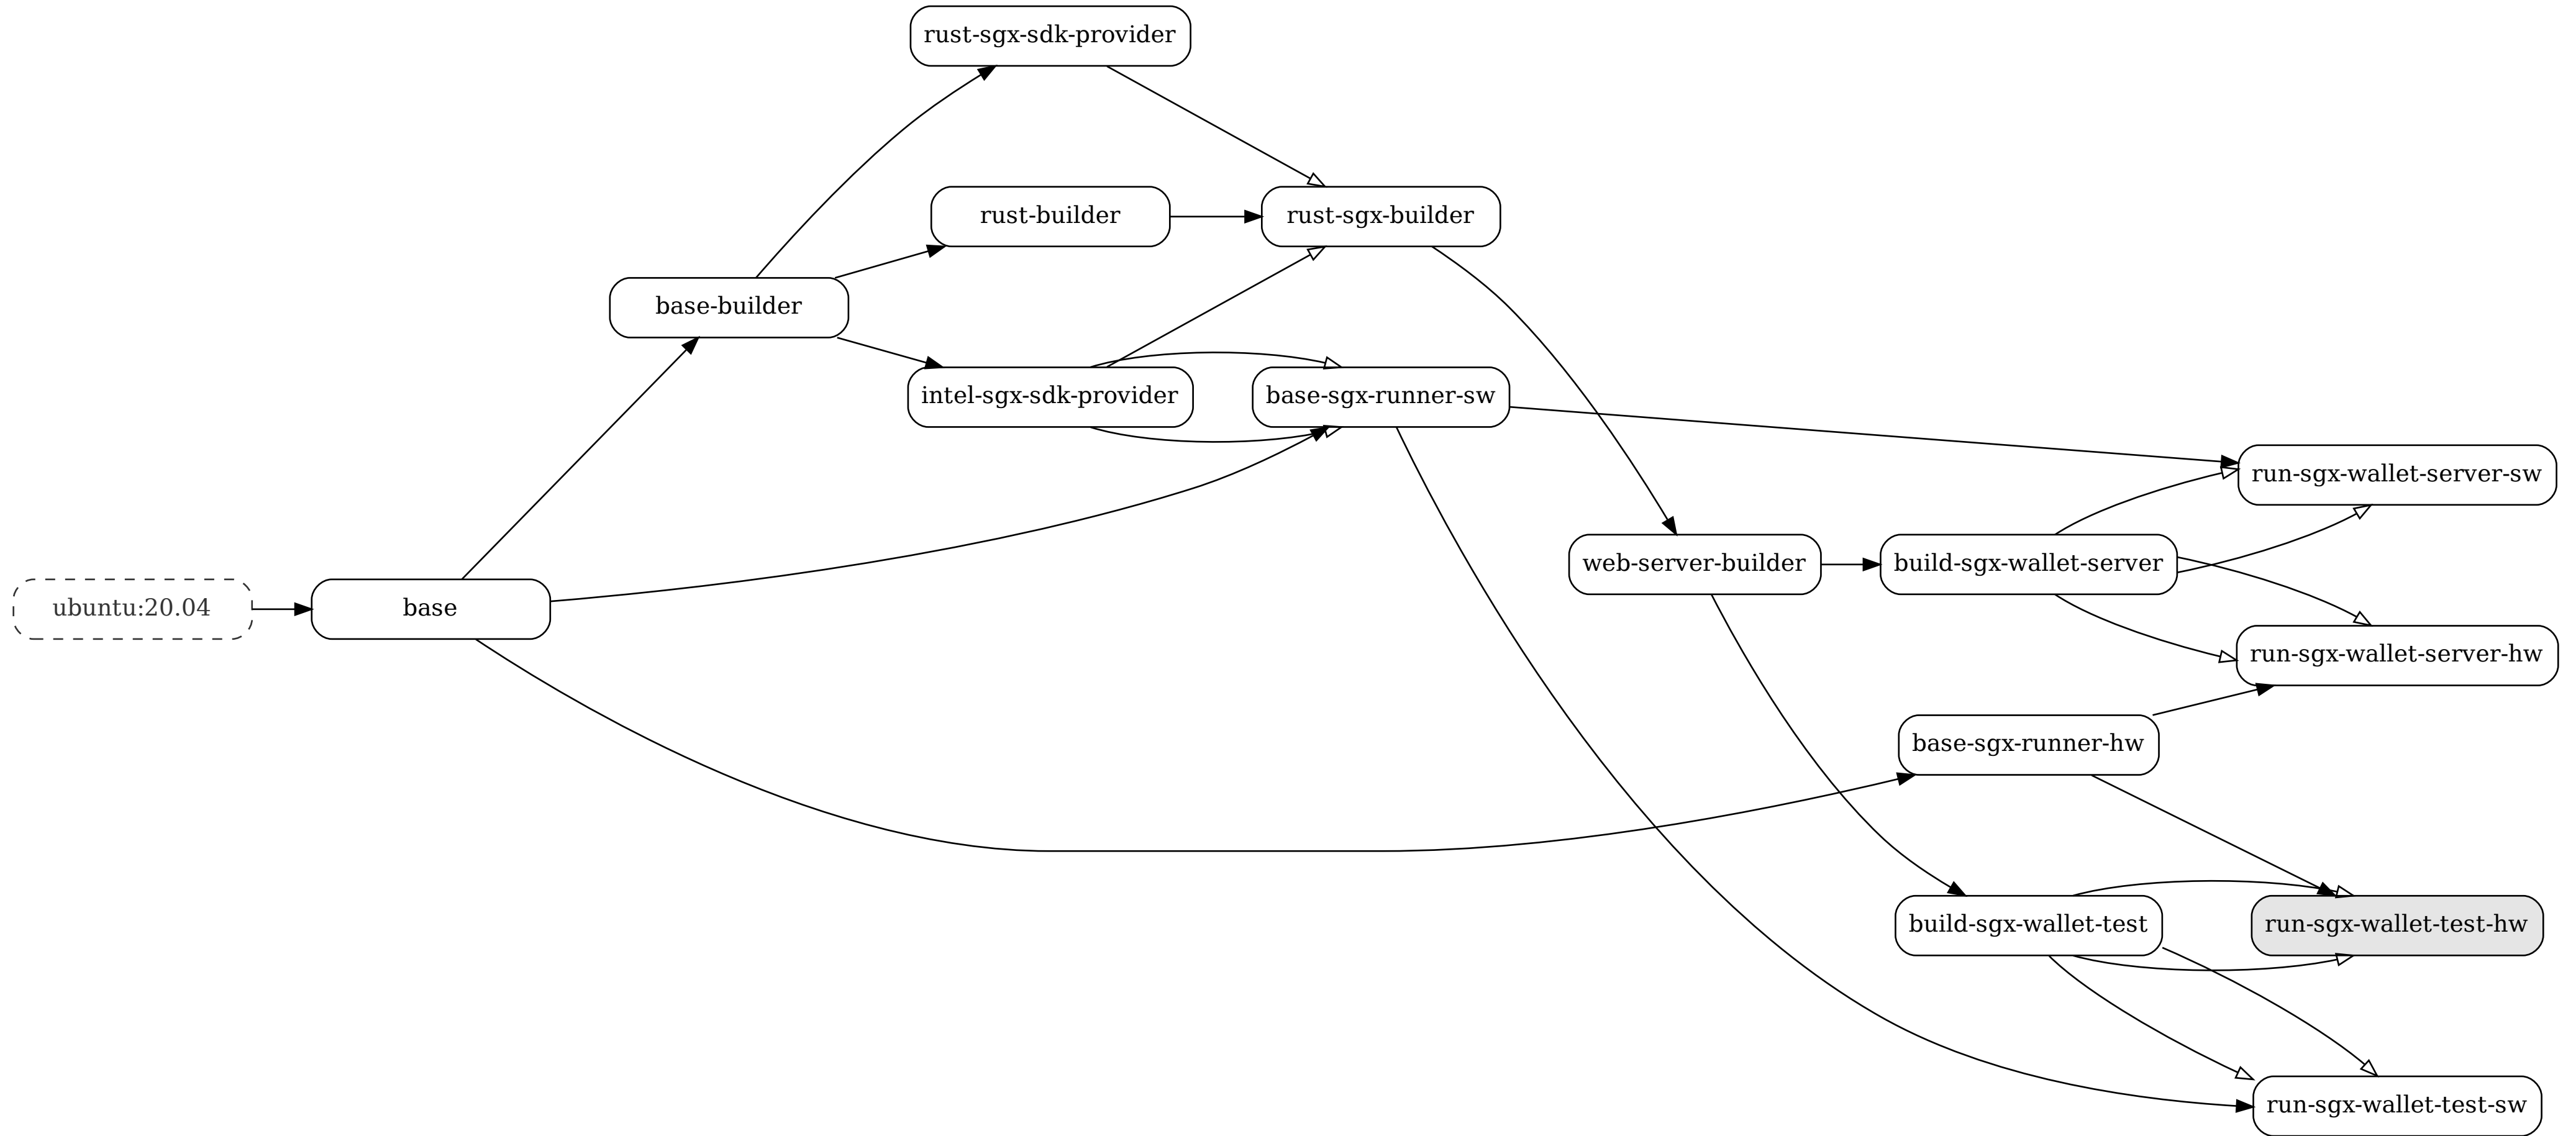 rust-sgx-sdk-provider
rust-builder
rust-sgx-builder
base-builder
intel-sgx-sdk-provider
base-sgx-runner-sw
run-sgx-wallet-server-sw
web-server-builder
build-sgx-wallet-server
ubuntu:20.04
base
run-sgx-wallet-server-hw
base-sgx-runner-hw
build-sgx-wallet-test
run-sgx-wallet-test-hw
run-sgx-wallet-test-sw